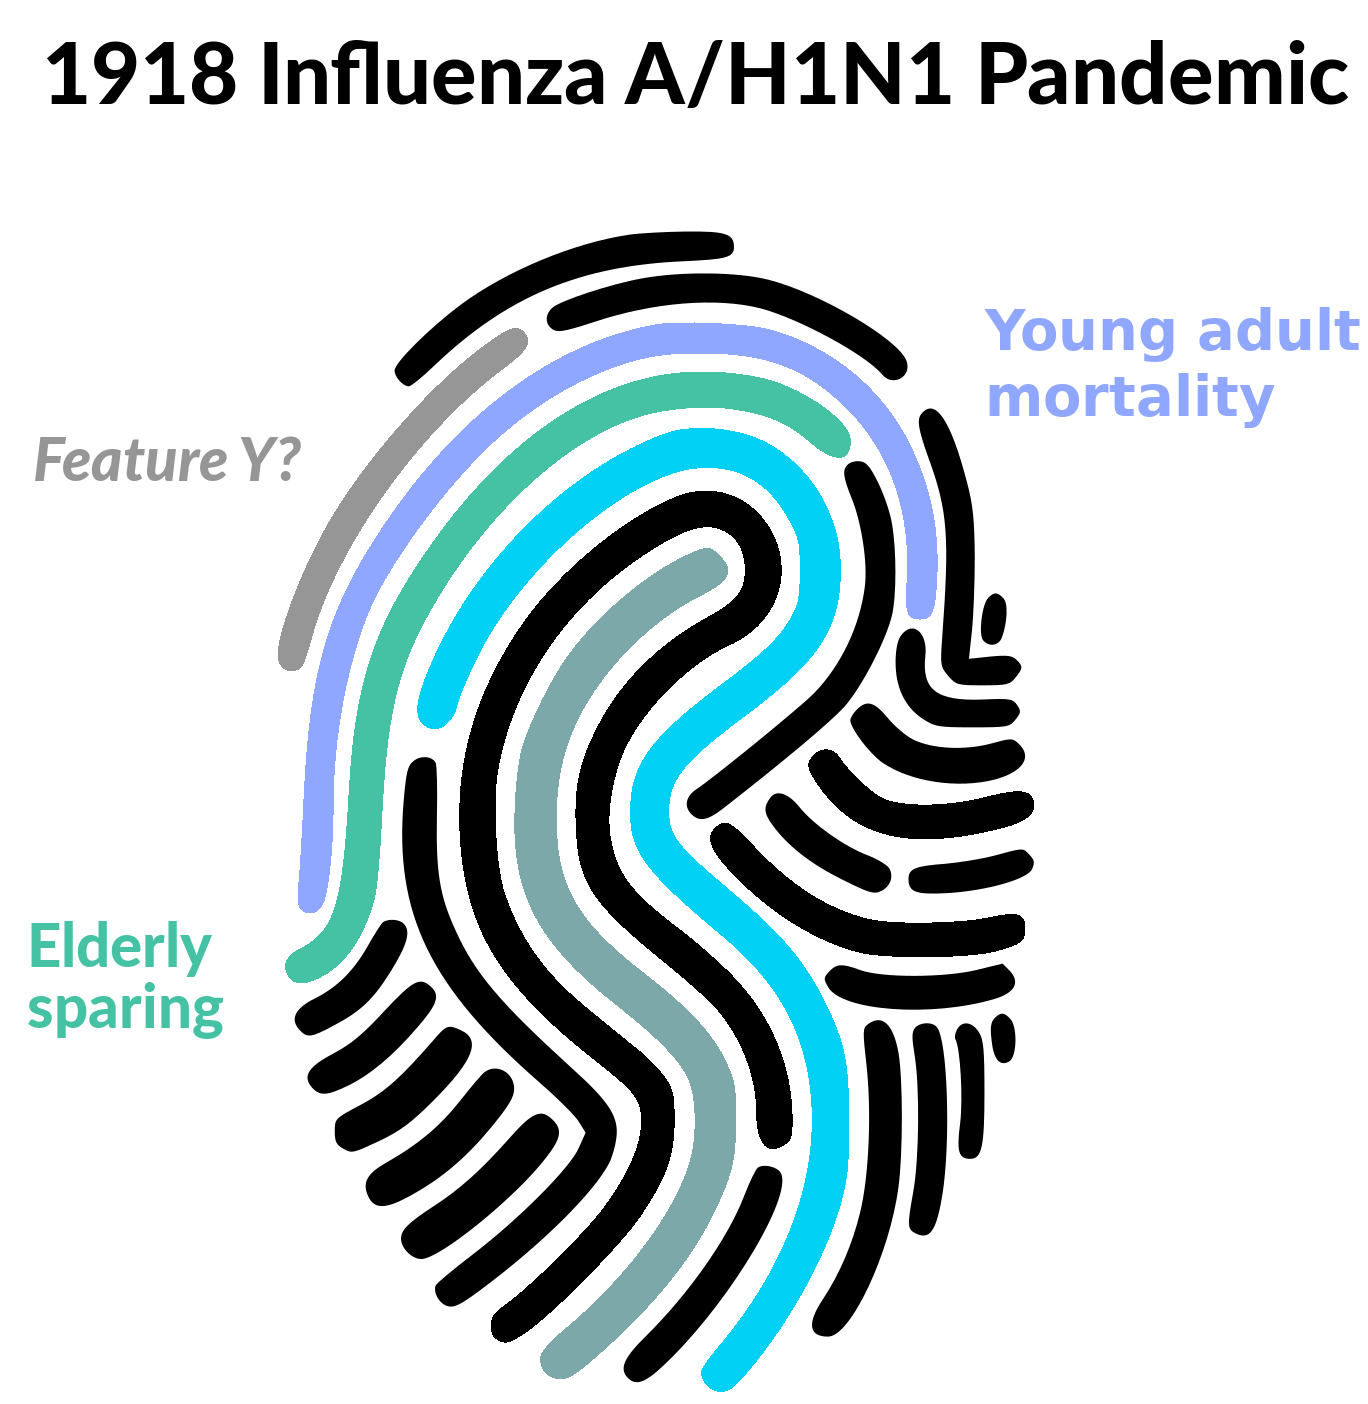 1918 Influenza A/H1N1 Pandemic
Young adult
mortality
Feature Y?
Elderly
sparing